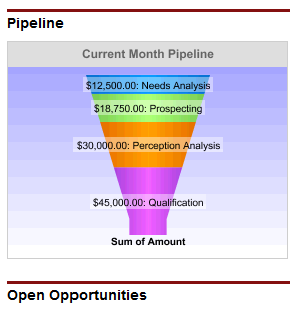 Pipeline
Current Month Pipeline
$12,500.00: Needs Analysis
$18,750.00: Prospecting
$30,000.00: Perception Analysis
$45,000.00: Qualification
Sum of Amount
Open Opportunities